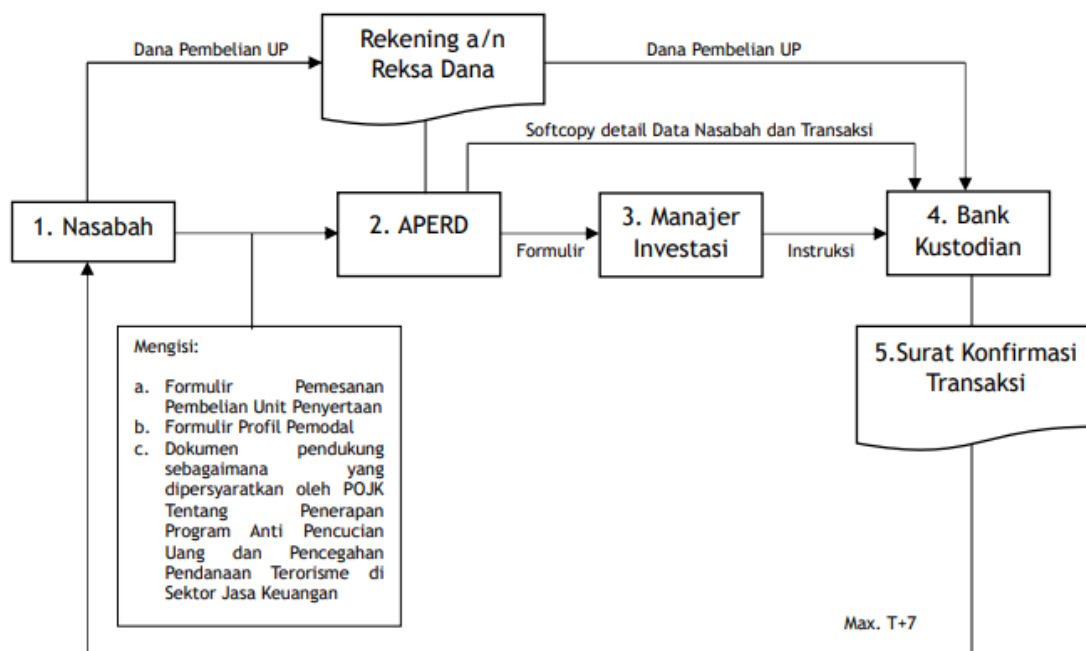 Dana Pembelian UP
Rekening a/n
Reksa Dana
Dana Pembelian UP
Softcopy detail Data Nasabah dan Transaksi
1. Nasabah
2. APERD
Formulir
3. Manajer
Investasi
Instruksi
4. Bank
Kustodian
Mengisi:
a. Formulir Pemesanan
Pembelian Unit Penyertaan
b. Formulir Profil Pemodal
c. Dokumen pendukung
sebagaimana yang
dipersyaratkan oleh POJK
Tentang Penerapan
Program Anti Pencucian
Uang dan Pencegahan
Pendanaan Terorisme di
Sektor Jasa Keuangan
5.Surat Konfirmasi
Transaksi
Max. T+7